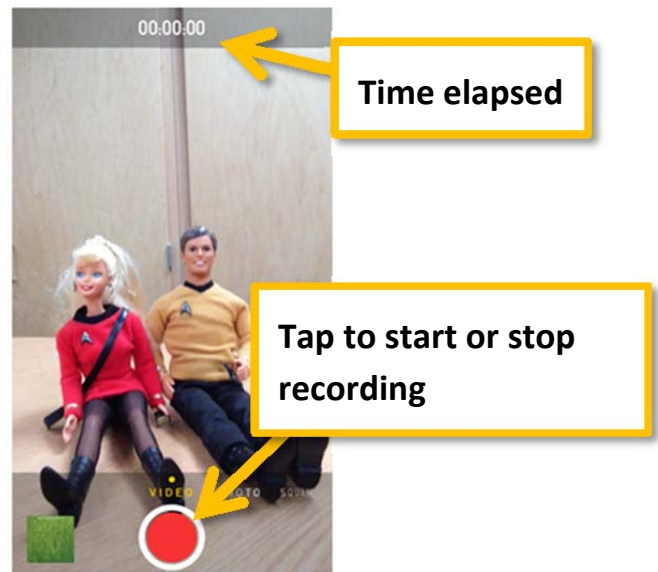 00:00:00
Time elapsed
Tap to start or stop
recording
VIDEO